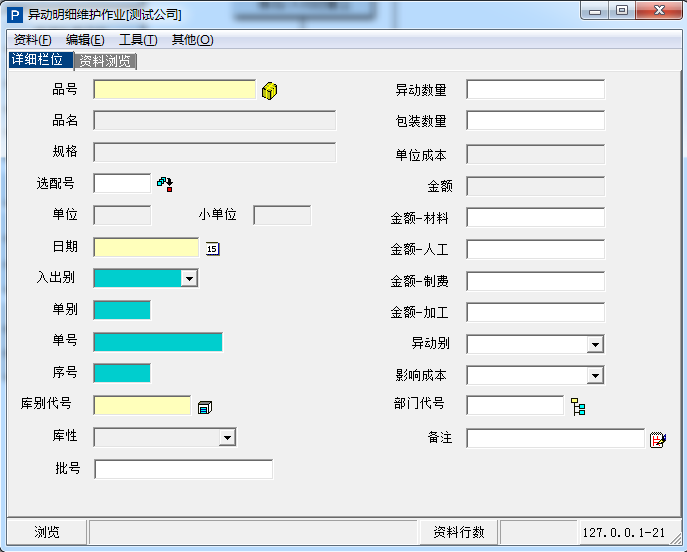 异动明细维护作业[测试公司]
资料(F) 编辑(E) 工具(T) 其他(O)
详细栏位 资料浏览
品号
品名
规格
选配号
单位 小单位
日期 15
入出别
单别
单号
序号
库别代号
库性
批号
异动数量
包装数量
单位成本
金额
金额-材料
金额-人工
金额-制费
金额-加工
异动别
影响成本
部门代号
备注
浏览 资料行数 127.0.0.1-21